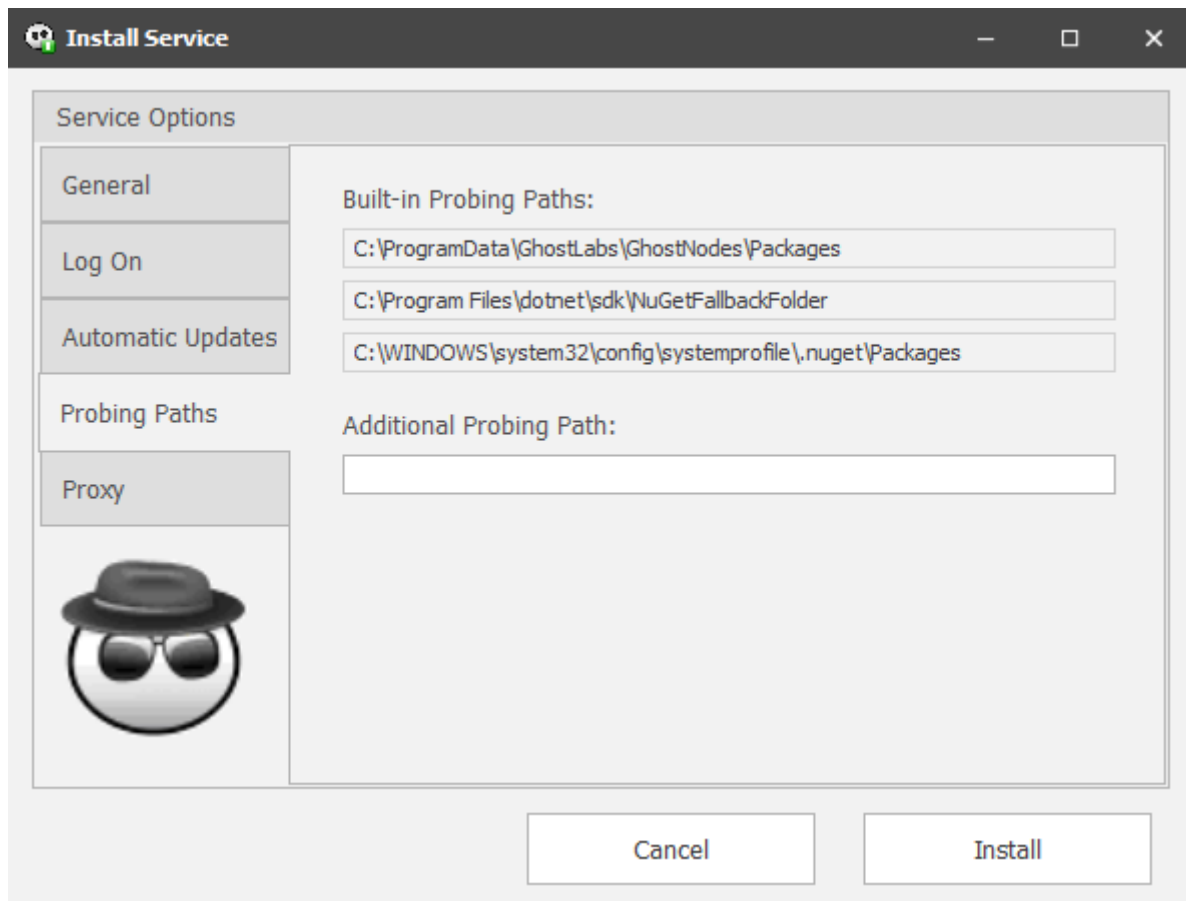 Install Service
Service Options
General
Log On
Automatic Updates
Probing Paths
Proxy
Built-in Probing Paths:
C:\ProgramData\GhostLabs\GhostNodes\Packages
C:\Program Files\dotnet\sdk\NuGetFallbackFolder
C:\WINDOWS\system32\config\systemprofile\.nuget\Packages
Additional Probing Path:
Cancel
Install